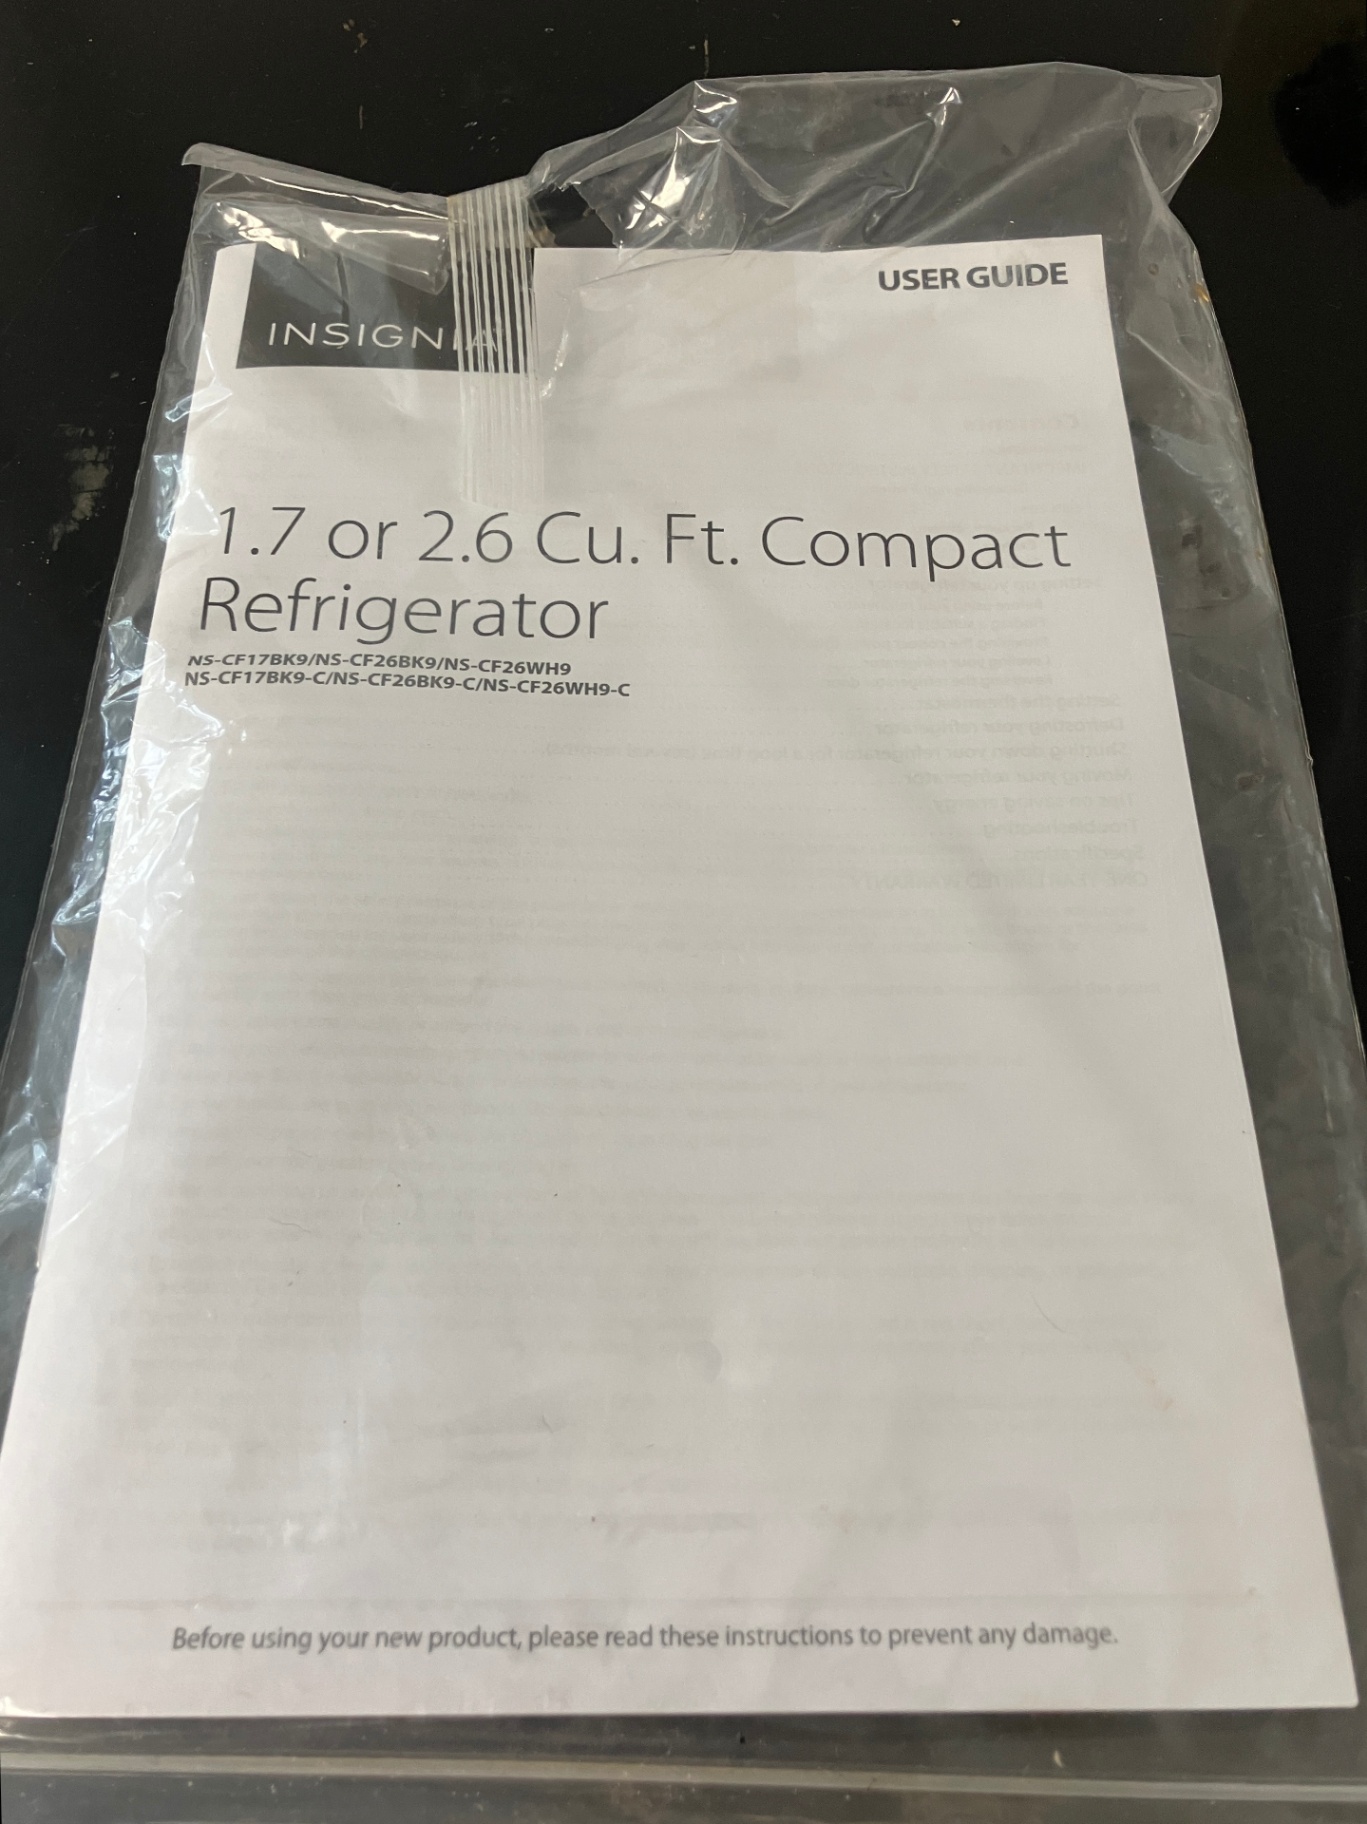 INSIGNIA
USER GUIDE
1.7 or 2.6 Cu. Ft. Compact
Refrigerator
NS-CF17BK9/NS-CF26BK9/NS-CF26WH9
NS-CF17BK9-C/NS-CF26BK9-C/NS-CF26WH9-C
Before using your new product, please read these instructions to prevent any damage.